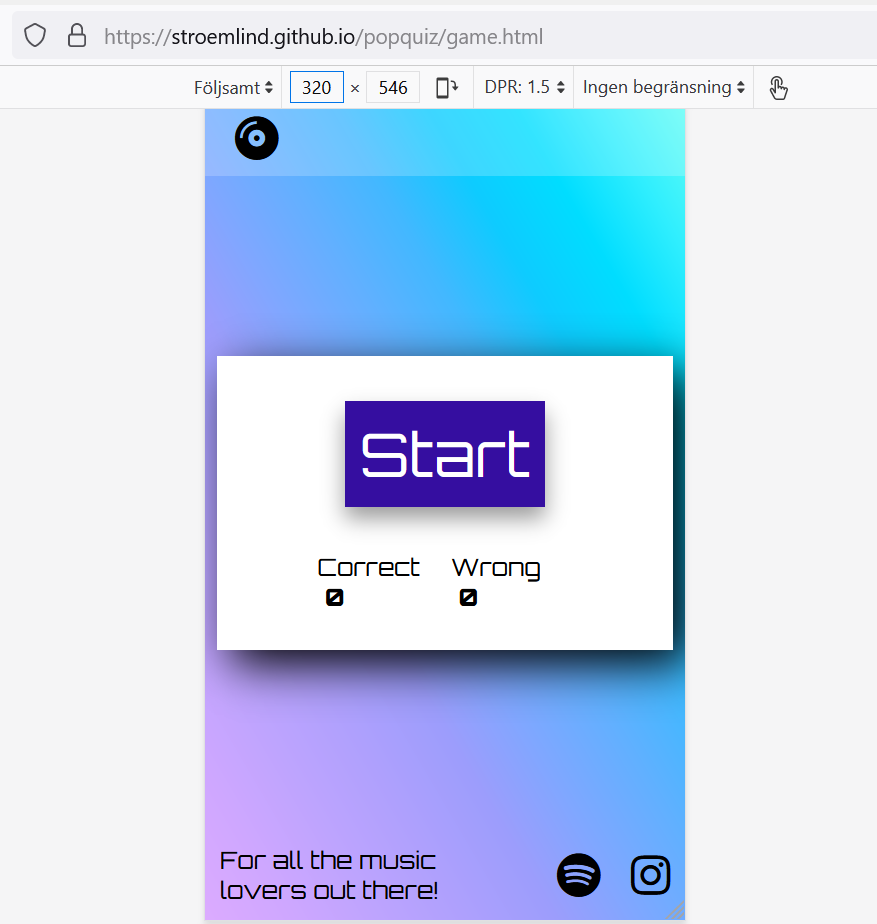 https://stroemlind.github.io/popquiz/game.html
Följsamt 320 × 546 DPR: 1.5 Ingen begränsning
Start
Correct Wrong
0 0
For all the music
lovers out there!